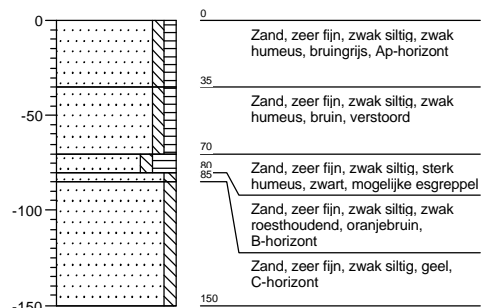 0
0
Zand, zeer fijn, zwak siltig, zwak
humeus, bruingrijs, Ap-horizont
35
-50
Zand, zeer fijn, zwak siltig, zwak
humeus, bruin, verstoord
70
Zand, zeer fijn, zwak siltig, sterk
humeus, zwart, mogelijke esgreppel
80
85
-100
Zand, zeer fijn, zwak siltig, zwak
roesthoudend, oranjebruin,
B-horizont
Zand, zeer fijn, zwak siltig, geel,
C-horizont
-150
150